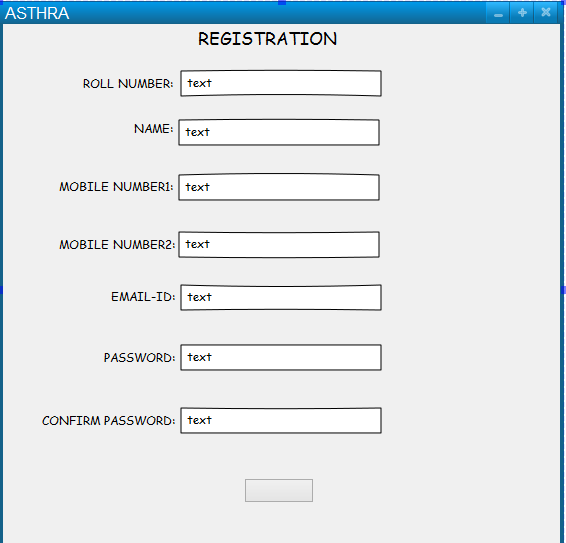 ASTHRA
REGISTRATION
ROLL NUMBER: text
NAME: text
MOBILE NUMBER1: text
MOBILE NUMBER2: text
EMAIL-ID: text
PASSWORD: text
CONFIRM PASSWORD: text